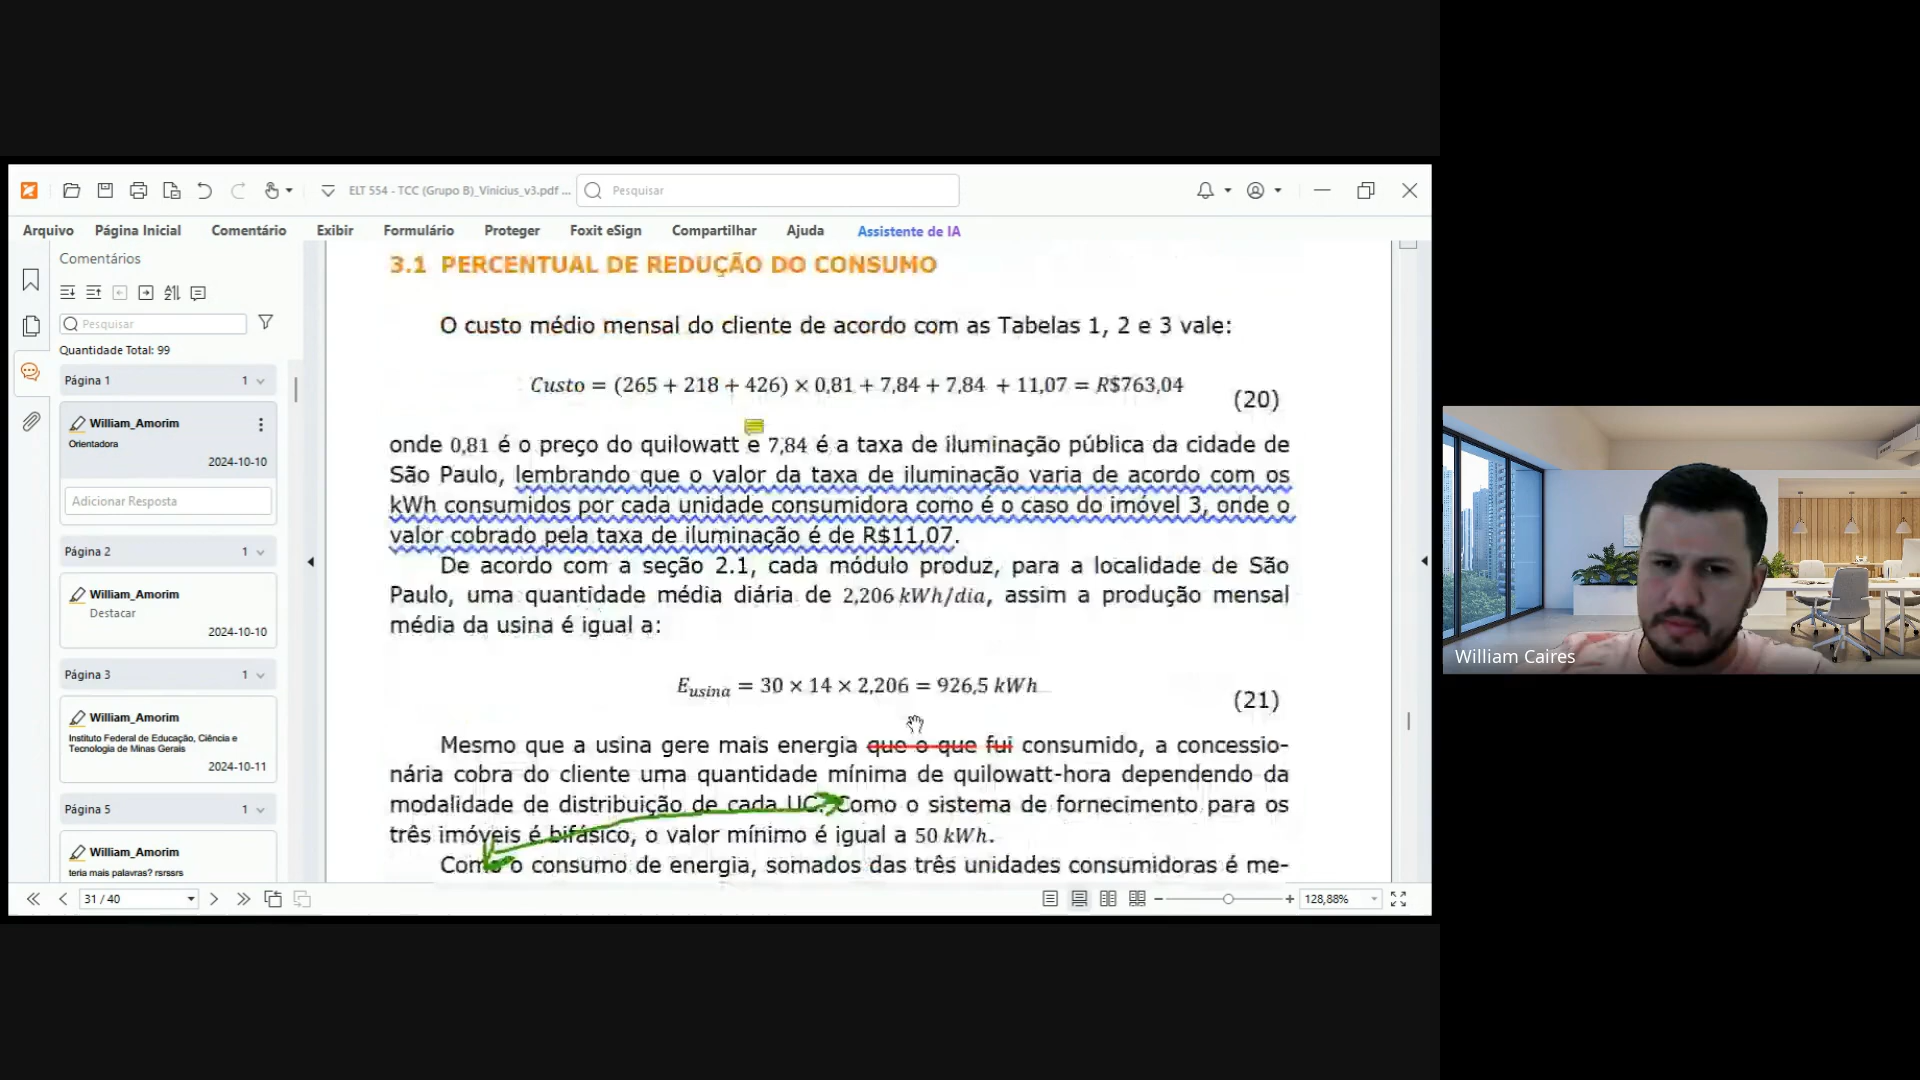 ELT 554 - TCC (Grupo B)_Vinicius_v3.pdf ...
Pesquisar
Arquivo Página Inicial Comentário Exibir Formulário Proteger Foxit eSign Compartilhar Ajuda Assistente de IA
Comentários
Pesquisar
Quantidade Total: 99
Página 1 1
William_Amorim
Orientadora
2024-10-10
Adicionar Resposta
Página 2 1
William_Amorim
Destacar
2024-10-10
Página 3 1
William_Amorim
Instituto Federal de Educação, Ciência e
Tecnologia de Minas Gerais
2024-10-11
Página 5 1
William_Amorim
teria mais palavras? rsrssrs
3.1 PERCENTUAL DE REDUÇÃO DO CONSUMO
O custo médio mensal do cliente de acordo com as Tabelas 1, 2 e 3 vale:
Custo = (265 + 218 + 426) × 0,81 + 7,84 + 7,84 + 11,07 = R$763,04
(20)
onde 0,81 é o preço do quilowatt e 7,84 é a taxa de iluminação pública da cidade de
São Paulo, lembrando que o valor da taxa de iluminação varia de acordo com os
kWh consumidos por cada unidade consumidora como é o caso do imóvel 3, onde o
valor cobrado pela taxa de iluminação é de R$11,07.
De acordo com a seção 2.1, cada módulo produz, para a localidade de São
Paulo, uma quantidade média diária de 2,206 kWh/dia, assim a produção mensal
média da usina é igual a:
Eusina = 30 × 14 × 2,206 = 926,5 kWh
(21)
Mesmo que a usina gere mais energia que o que fui consumido, a concessio-
nária cobra do cliente uma quantidade mínima de quilowatt-hora dependendo da
modalidade de distribuição de cada UC. Como o sistema de fornecimento para os
três imóveis é bifásico, o valor mínimo é igual a 50 kWh.
Como o consumo de energia, somados das três unidades consumidoras é me-
31 / 40
128,88%
William Caires